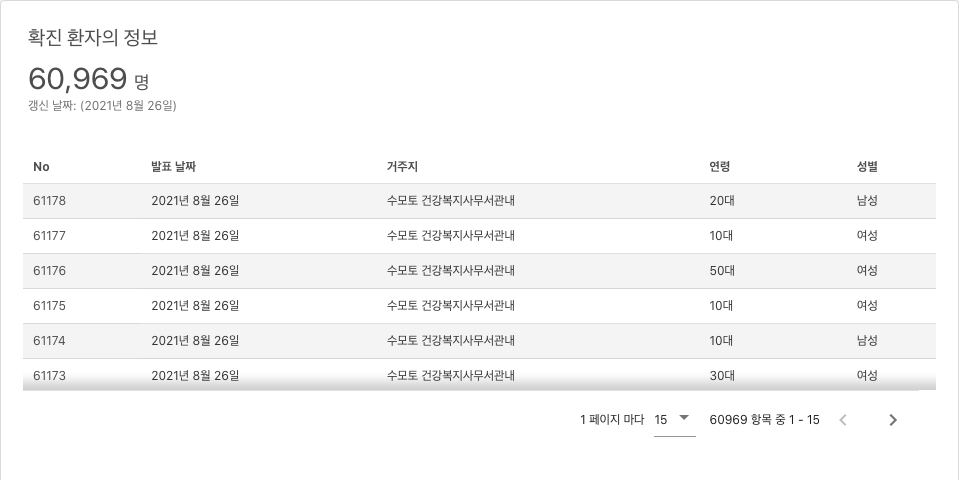 확진 환자의 정보
60,969 명
갱신 날짜: (2021년 8월 26일)
No 발표 날짜 거주지 연령 성별
61178 2021년 8월 26일 수모토 건강복지사무서관내 20대 남성
61177 2021년 8월 26일 수모토 건강복지사무서관내 10대 여성
61176 2021년 8월 26일 수모토 건강복지사무서관내 50대 여성
61175 2021년 8월 26일 수모토 건강복지사무서관내 10대 여성
61174 2021년 8월 26일 수모토 건강복지사무서관내 10대 남성
61173 2021년 8월 26일 수모토 건강복지사무서관내 30대 여성
1 페이지 마다 15 60969 항목 중 1 - 15